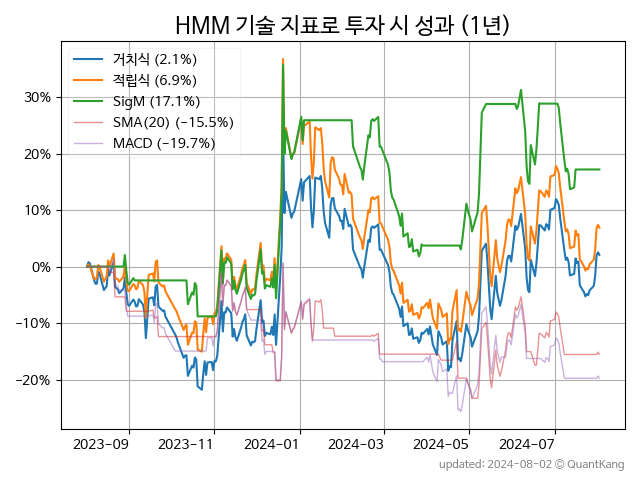 HMM 기술 지표로 투자 시 성과 (1년)
거치식 (2.1%)
적립식 (6.9%)
SigM (17.1%)
SMA(20) (−15.5%)
MACD (−19.7%)
30%
20%
10%
0%
−10%
−20%
2023−09
2023−11
2024−01
2024−03
2024−05
2024−07
updated: 2024-08-02 © QuantKang